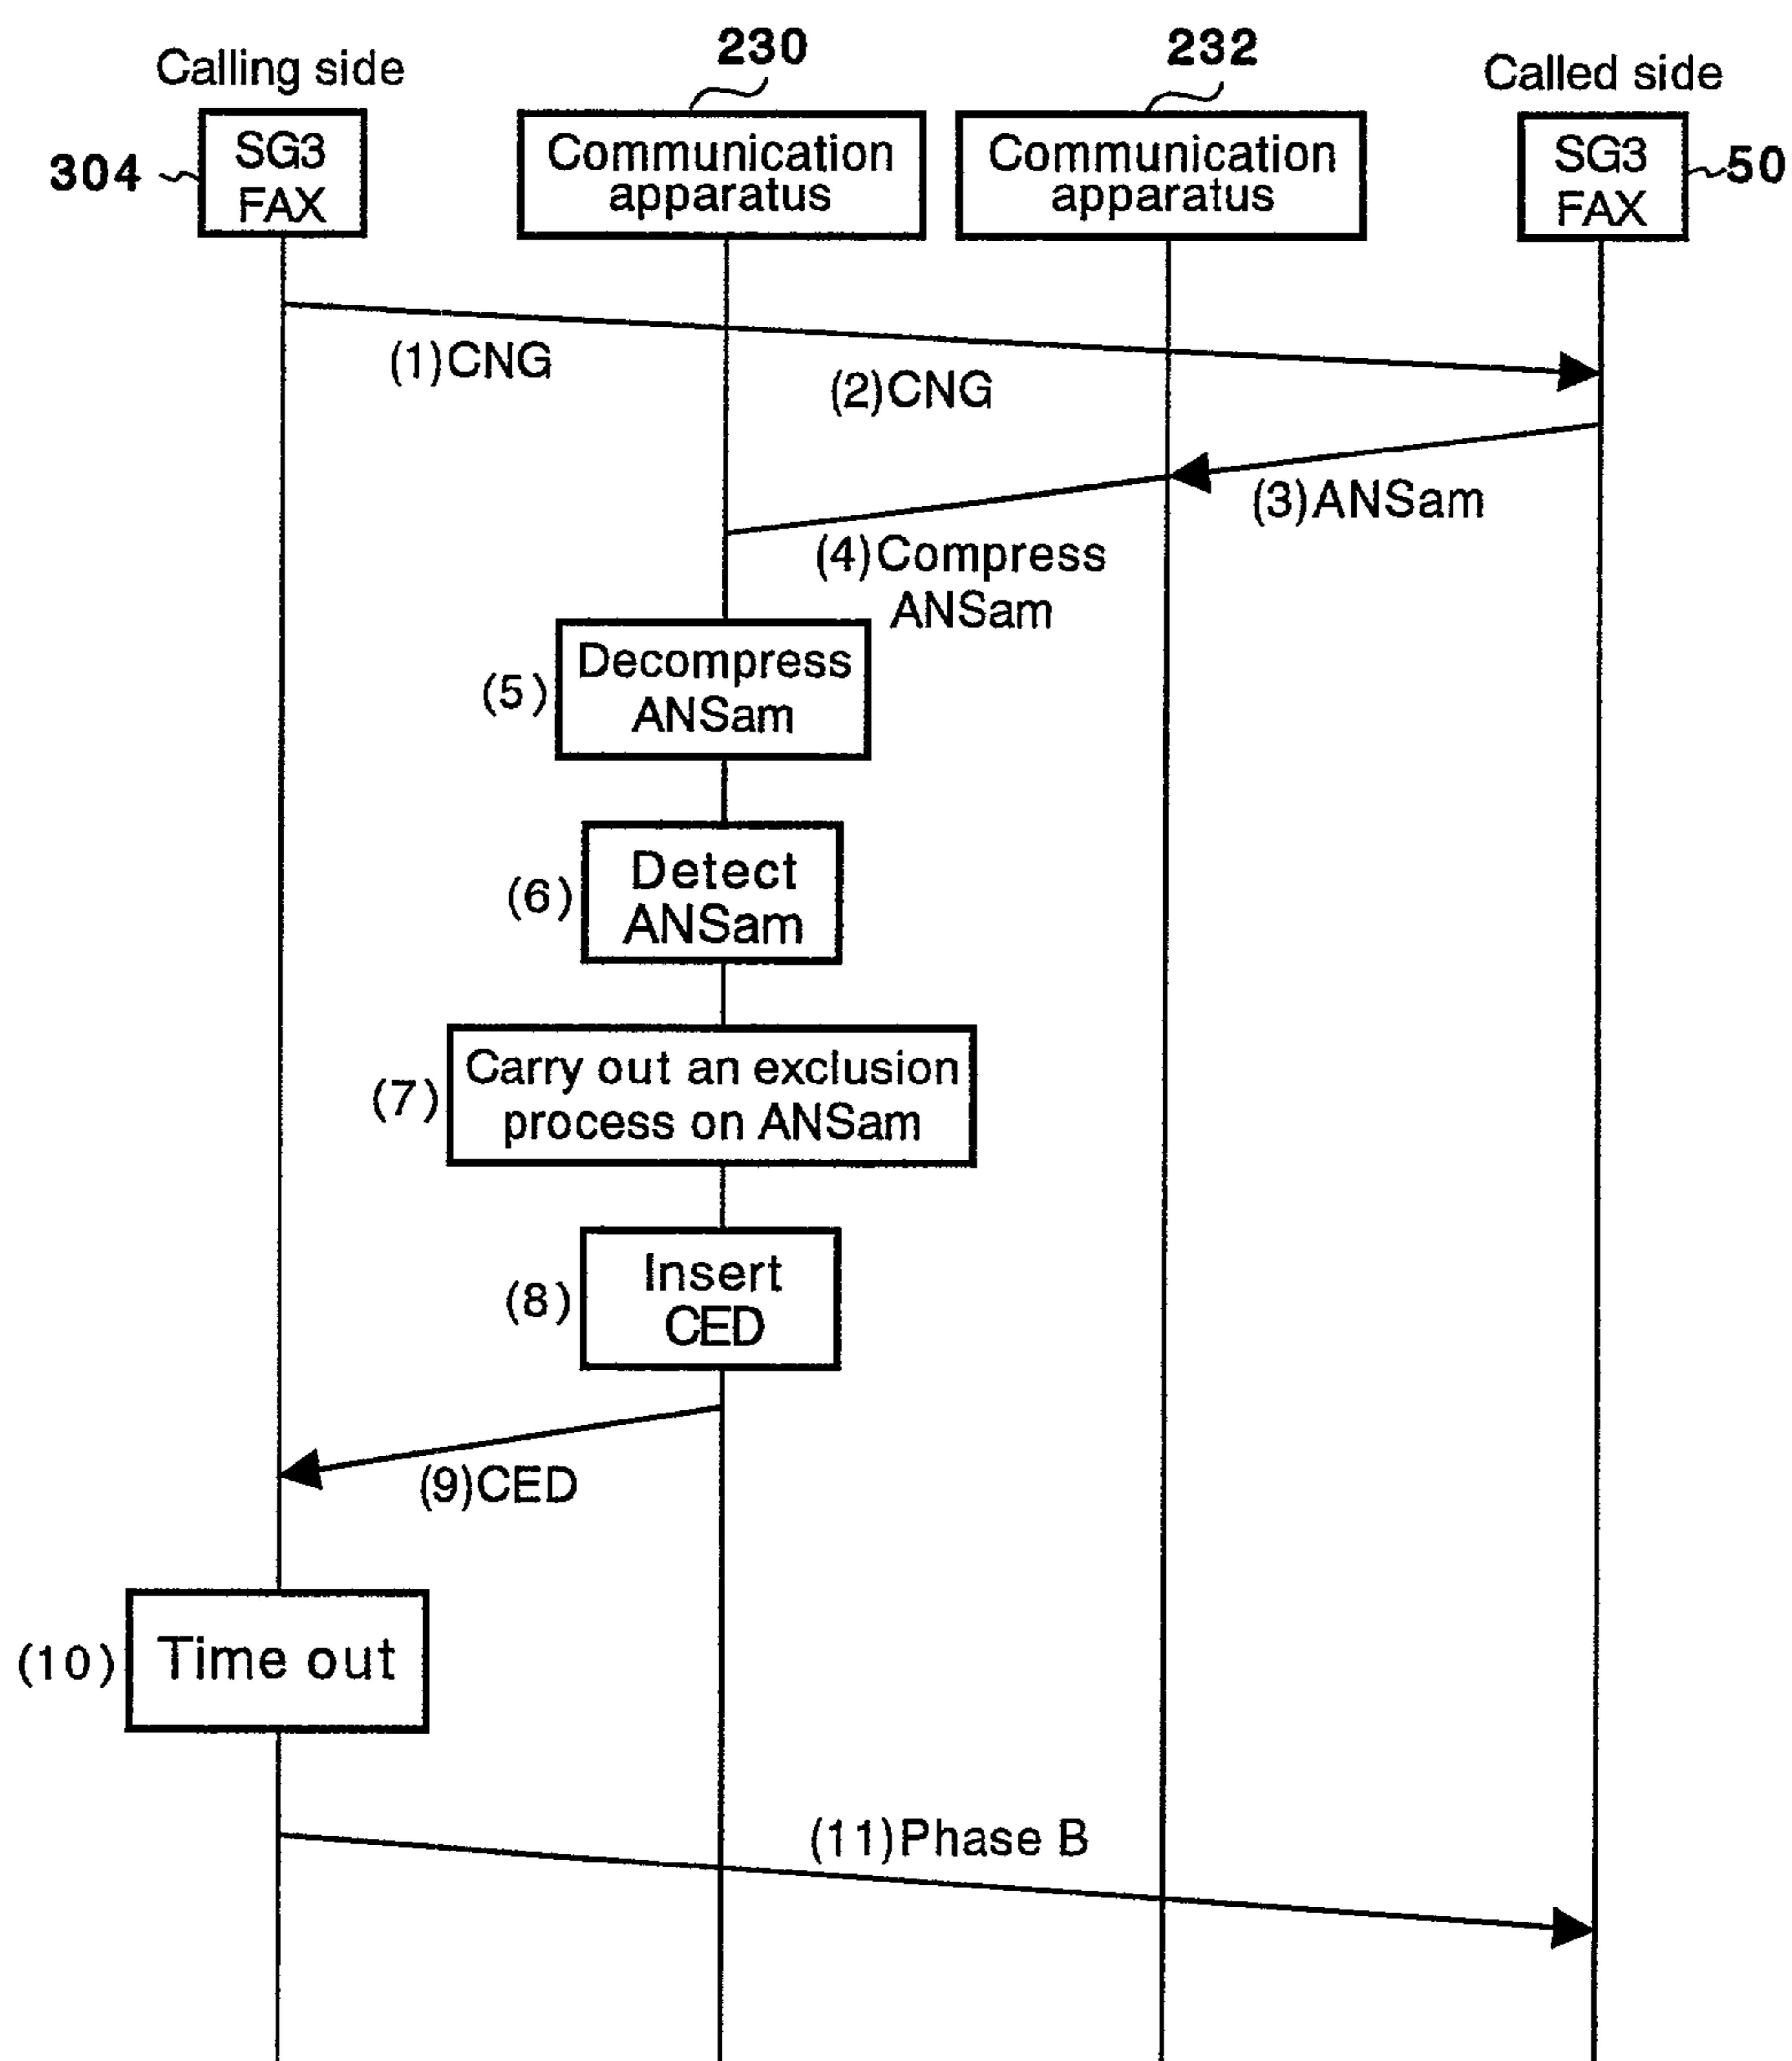 230
232
Calling side
Called side
304
SG3
FAX
Communication
apparatus
Communication
apparatus
SG3
FAX
50
(1)CNG
(2)CNG
(3)ANSam
(4)Compress
ANSam
(5)
Decompress
ANSam
(6)
Detect
ANSam
(7)
Carry out an exclusion
process on ANSam
(8)
Insert
CED
(9)CED
(10)
Time out
(11)Phase B